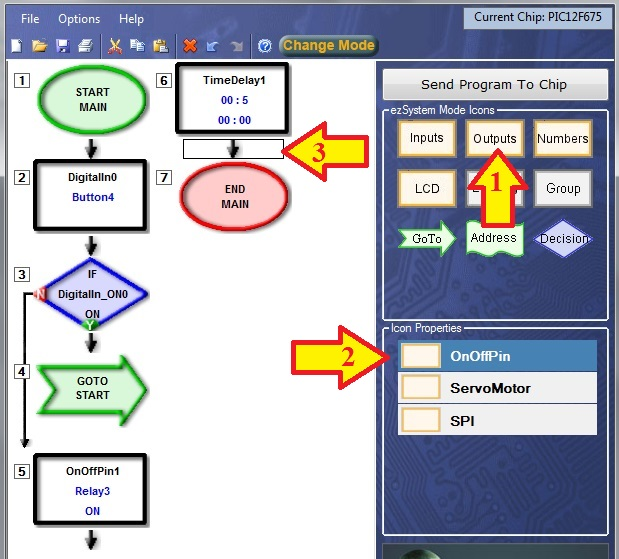 File Options Help
Current Chip: PIC12F675
Change Mode
1
START
MAIN
2
DigitalIn0
Button4
3
IF
DigitalIn_ON0
ON
N
Y
4
GOTO
START
5
OnOffPin1
Relay3
ON
6
TimeDelay1
00 : 5
00 : 00
3
7
END
MAIN
Send Program To Chip
ezSystem Mode Icons
Inputs Outputs Numbers
1
LCD Group
GoTo Address Decision
Icon Properties
2
OnOffPin
ServoMotor
SPI